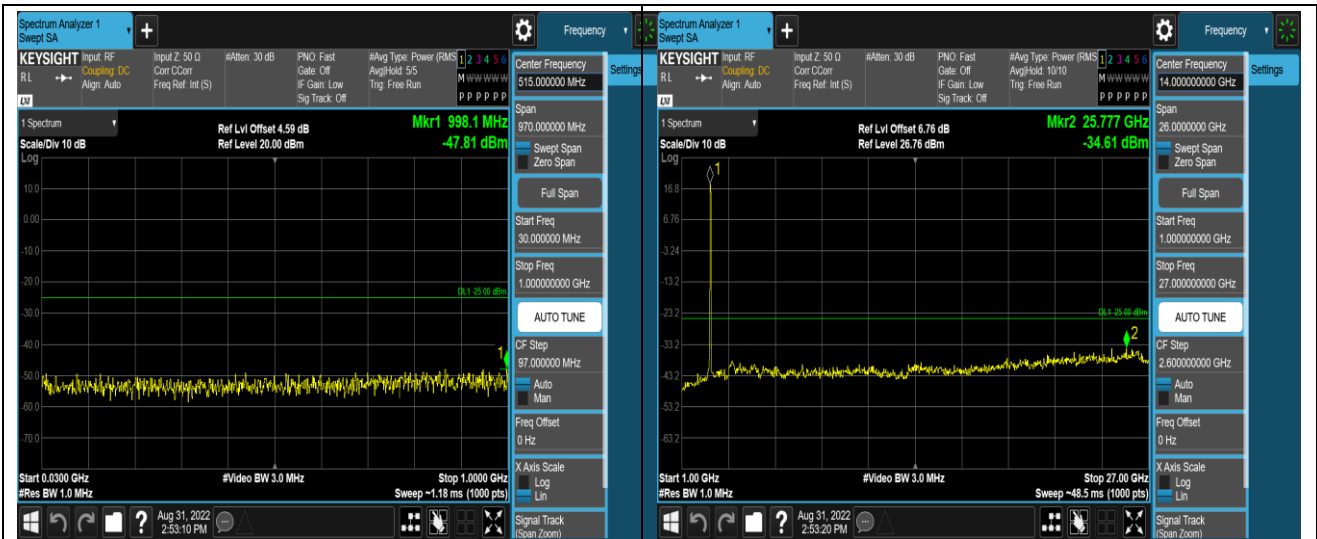 Spectrum Analyzer 1
Swept SA
+
Frequency
KEYSIGHT
R L
LXI
Input: RF
Coupling: DC
Align: Auto
Input Z: 50 Ω
Corr CCorr
Freq Ref: Int (S)
#Atten: 30 dB
PNO: Fast
Gate: Off
IF Gain: Low
Sig Track: Off
#Avg Type: Power (RMS
Avg|Hold: 5/5
Trig: Free Run
1 2 3 4 5 6
M W W W W W
P P P P P P
Center Frequency
515.000000 MHz
Settings
1 Spectrum
Scale/Div 10 dB
Log
Ref Lvl Offset 4.59 dB
Ref Level 20.00 dBm
Mkr1 998.1 MHz
-47.81 dBm
10.0
0.00
-10.0
-20.0
-30.0
-40.0
-50.0
-60.0
-70.0
DL1 -25.00 dBm
1
Span
970.000000 MHz
Swept Span
Zero Span
Full Span
Start Freq
30.000000 MHz
Stop Freq
1.000000000 GHz
AUTO TUNE
CF Step
97.000000 MHz
Auto
Man
Freq Offset
0 Hz
X Axis Scale
Log
Lin
Signal Track
(Span Zoom)
Start 0.0300 GHz
#Res BW 1.0 MHz
#Video BW 3.0 MHz
Stop 1.0000 GHz
Sweep ~1.18 ms (1000 pts)
?
Aug 31, 2022
2:53:10 PM
Spectrum Analyzer 1
Swept SA
+
Frequency
KEYSIGHT
R L
LXI
Input: RF
Coupling: DC
Align: Auto
Input Z: 50 Ω
Corr CCorr
Freq Ref: Int (S)
#Atten: 30 dB
PNO: Fast
Gate: Off
IF Gain: Low
Sig Track: Off
#Avg Type: Power (RMS
Avg|Hold: 10/10
Trig: Free Run
1 2 3 4 5 6
M W W W W W
P P P P P P
Center Frequency
14.000000000 GHz
Settings
1 Spectrum
Scale/Div 10 dB
Log
Ref Lvl Offset 6.76 dB
Ref Level 26.76 dBm
Mkr2 25.777 GHz
-34.61 dBm
16.8
6.76
-3.24
-13.2
-23.2
-33.2
-43.2
-53.2
-63.2
1
DL1 -25.00 dBm
2
Span
26.0000000 GHz
Swept Span
Zero Span
Full Span
Start Freq
1.000000000 GHz
Stop Freq
27.000000000 GHz
AUTO TUNE
CF Step
2.600000000 GHz
Auto
Man
Freq Offset
0 Hz
X Axis Scale
Log
Lin
Signal Track
(Span Zoom)
Start 1.00 GHz
#Res BW 1.0 MHz
#Video BW 3.0 MHz
Stop 27.00 GHz
Sweep ~48.5 ms (1000 pts)
?
Aug 31, 2022
2:53:20 PM